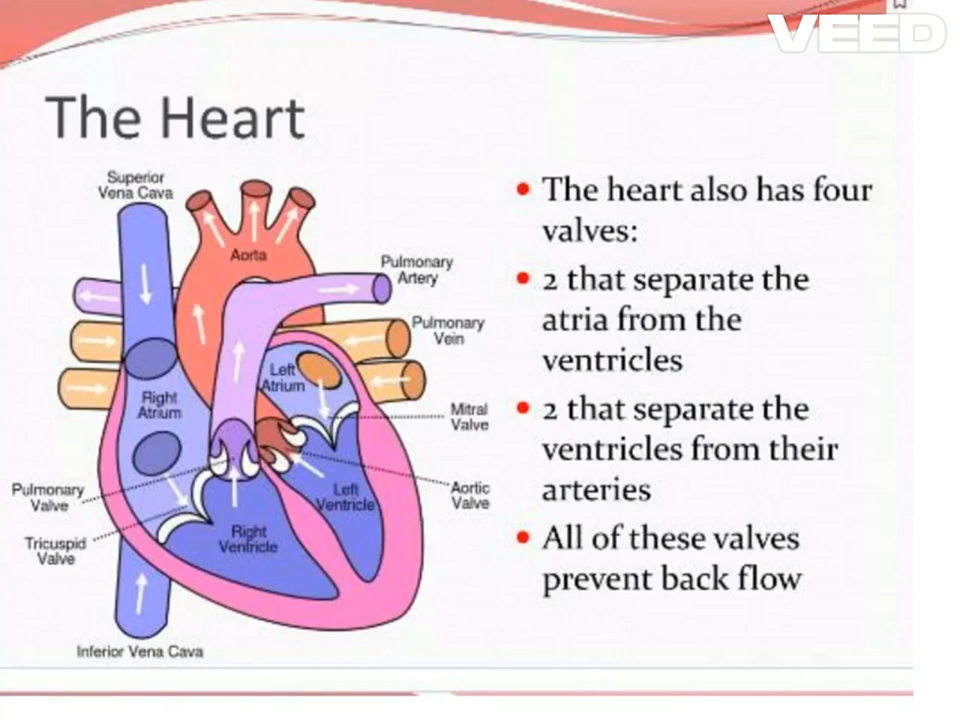 VEED
The Heart
Superior
Vena Cava
Aorta
Pulmonary
Artery
Pulmonary
Vein
Left
Atrium
Right
Atrium
Mitral
Valve
Pulmonary
Valve
Aortic
Valve
Left
Ventricle
Right
Ventricle
Tricuspid
Valve
Inferior Vena Cava
• The heart also has four
valves:
• 2 that separate the
atria from the
ventricles
• 2 that separate the
ventricles from their
arteries
• All of these valves
prevent back flow